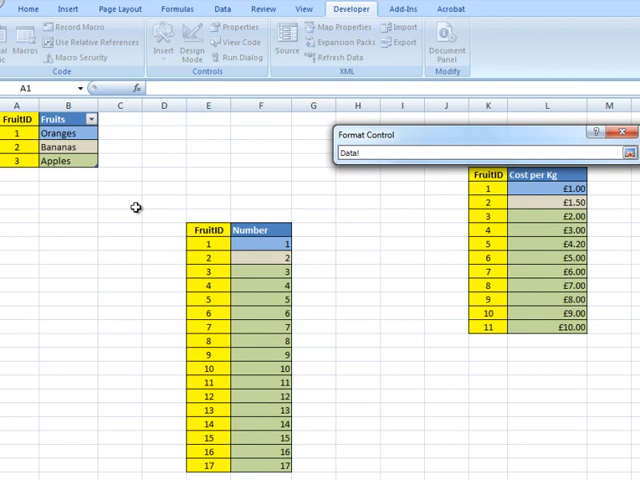 Home Insert Page Layout Formulas Data Review View Developer Add-Ins Acrobat
Macros
Record Macro
Use Relative References
Macro Security
Code
Insert
Design Mode
Properties
View Code
Run Dialog
Controls
Source
Map Properties
Expansion Packs
Refresh Data
Import
Export
XML
Document Panel
Modify
A1
fx
A B C D E F G H I J K L M
FruitID Fruits
1 Oranges
2 Bananas
3 Apples
Format Control
?
Data!
FruitID Cost per Kg
1 £1.00
2 £1.50
3 £2.00
4 £3.00
5 £4.20
6 £5.00
7 £6.00
8 £7.00
9 £8.00
10 £9.00
11 £10.00
FruitID Number
1 1
2 2
3 3
4 4
5 5
6 6
7 7
8 8
9 9
10 10
11 11
12 12
13 13
14 14
15 15
16 16
17 17